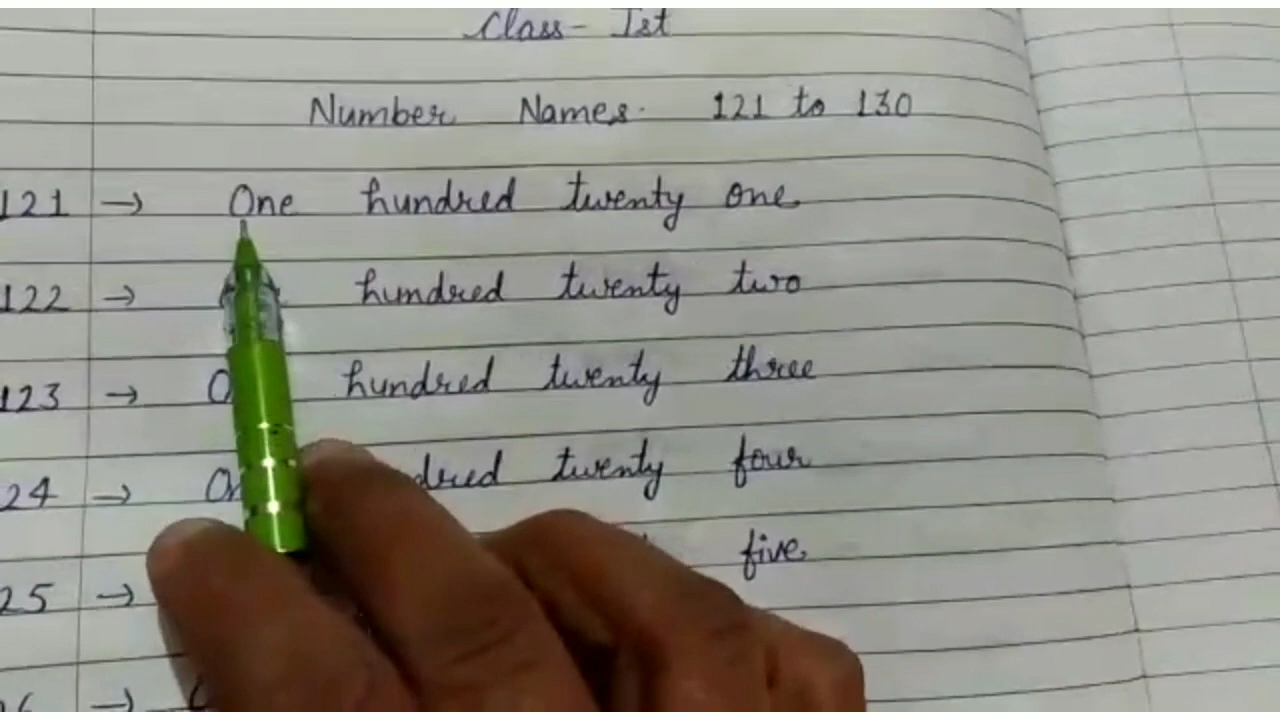 Class - Ist
Number Names. 121 to 130
121 → One hundred twenty one
122 → hundred twenty two
123 → hundred twenty three
24 → twenty four
25 → five